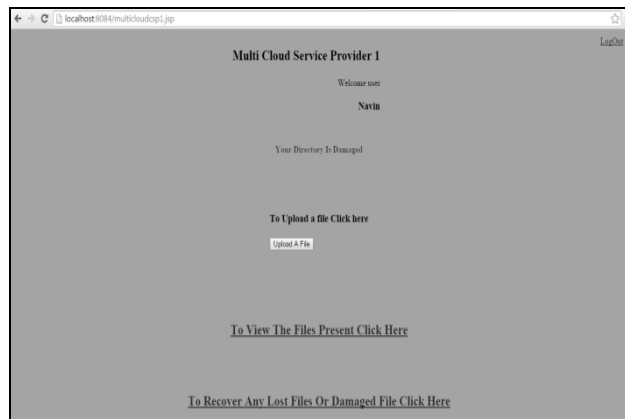 localhost:8084/multicloudcsp1.jsp
LogOut
Multi Cloud Service Provider 1
Welcome user
Navin
Your Directory Is Damaged
To Upload a file Click here
Upload A File
To View The Files Present Click Here
To Recover Any Lost Files Or Damaged File Click Here